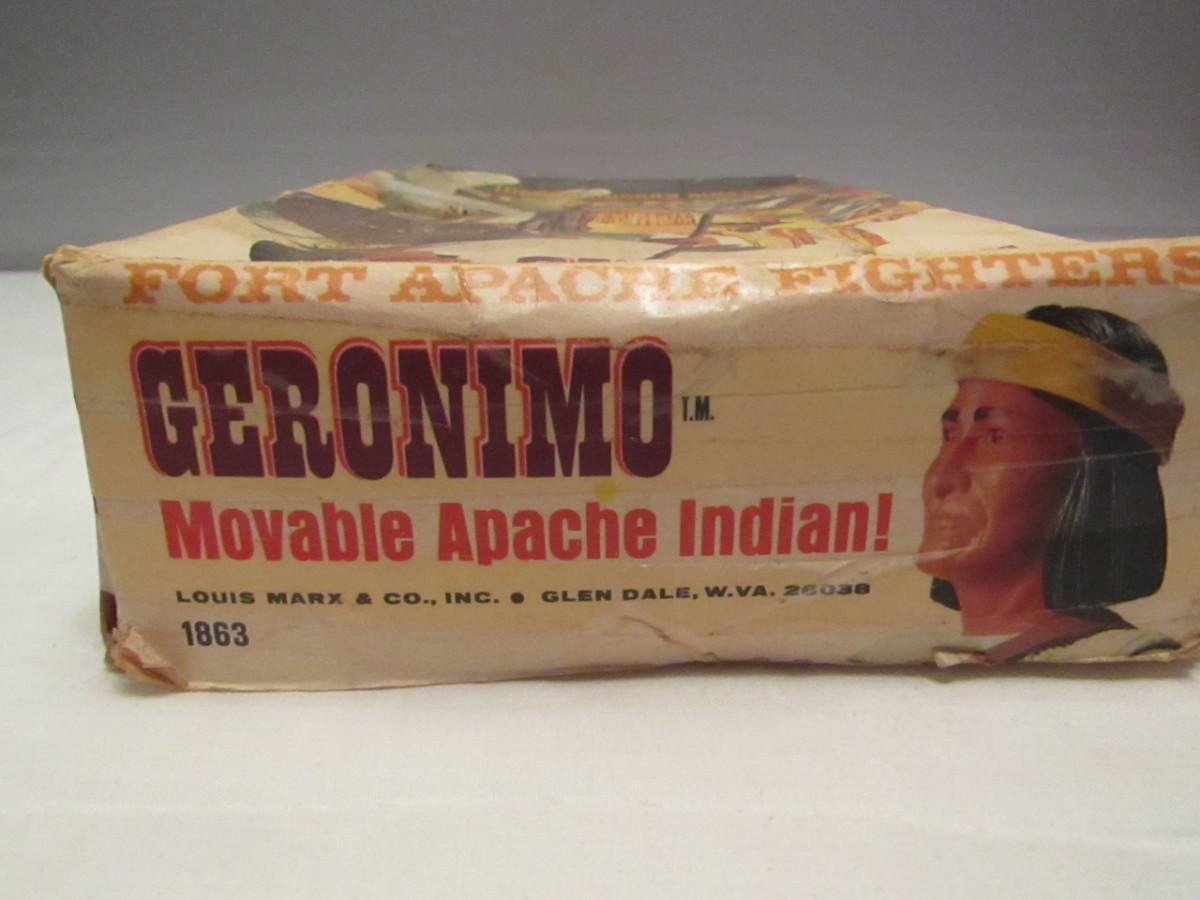 FORT APACHE FIGHTERS
GERONIMO T.M.
Movable Apache Indian!
LOUIS MARX & CO., INC. ● GLEN DALE, W.VA. 26038
1863